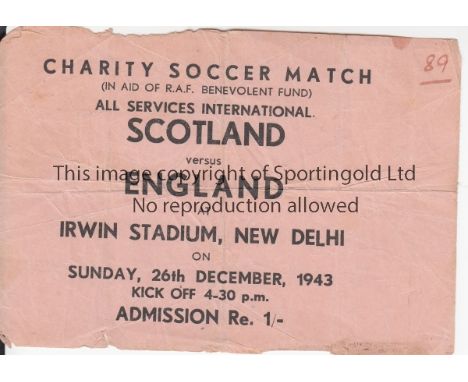 89
CHARITY SOCCER MATCH
(IN AID OF R.A.F. BENEVOLENT FUND)
ALL SERVICES INTERNATIONAL.
SCOTLAND
versus
This image copyright of Sportingold Ltd
ENGLAND
No reproduction allowed
AT
IRWIN STADIUM, NEW DELHI
ON
SUNDAY, 26th DECEMBER, 1943
KICK OFF 4-30 p.m.
ADMISSION Re. 1/-